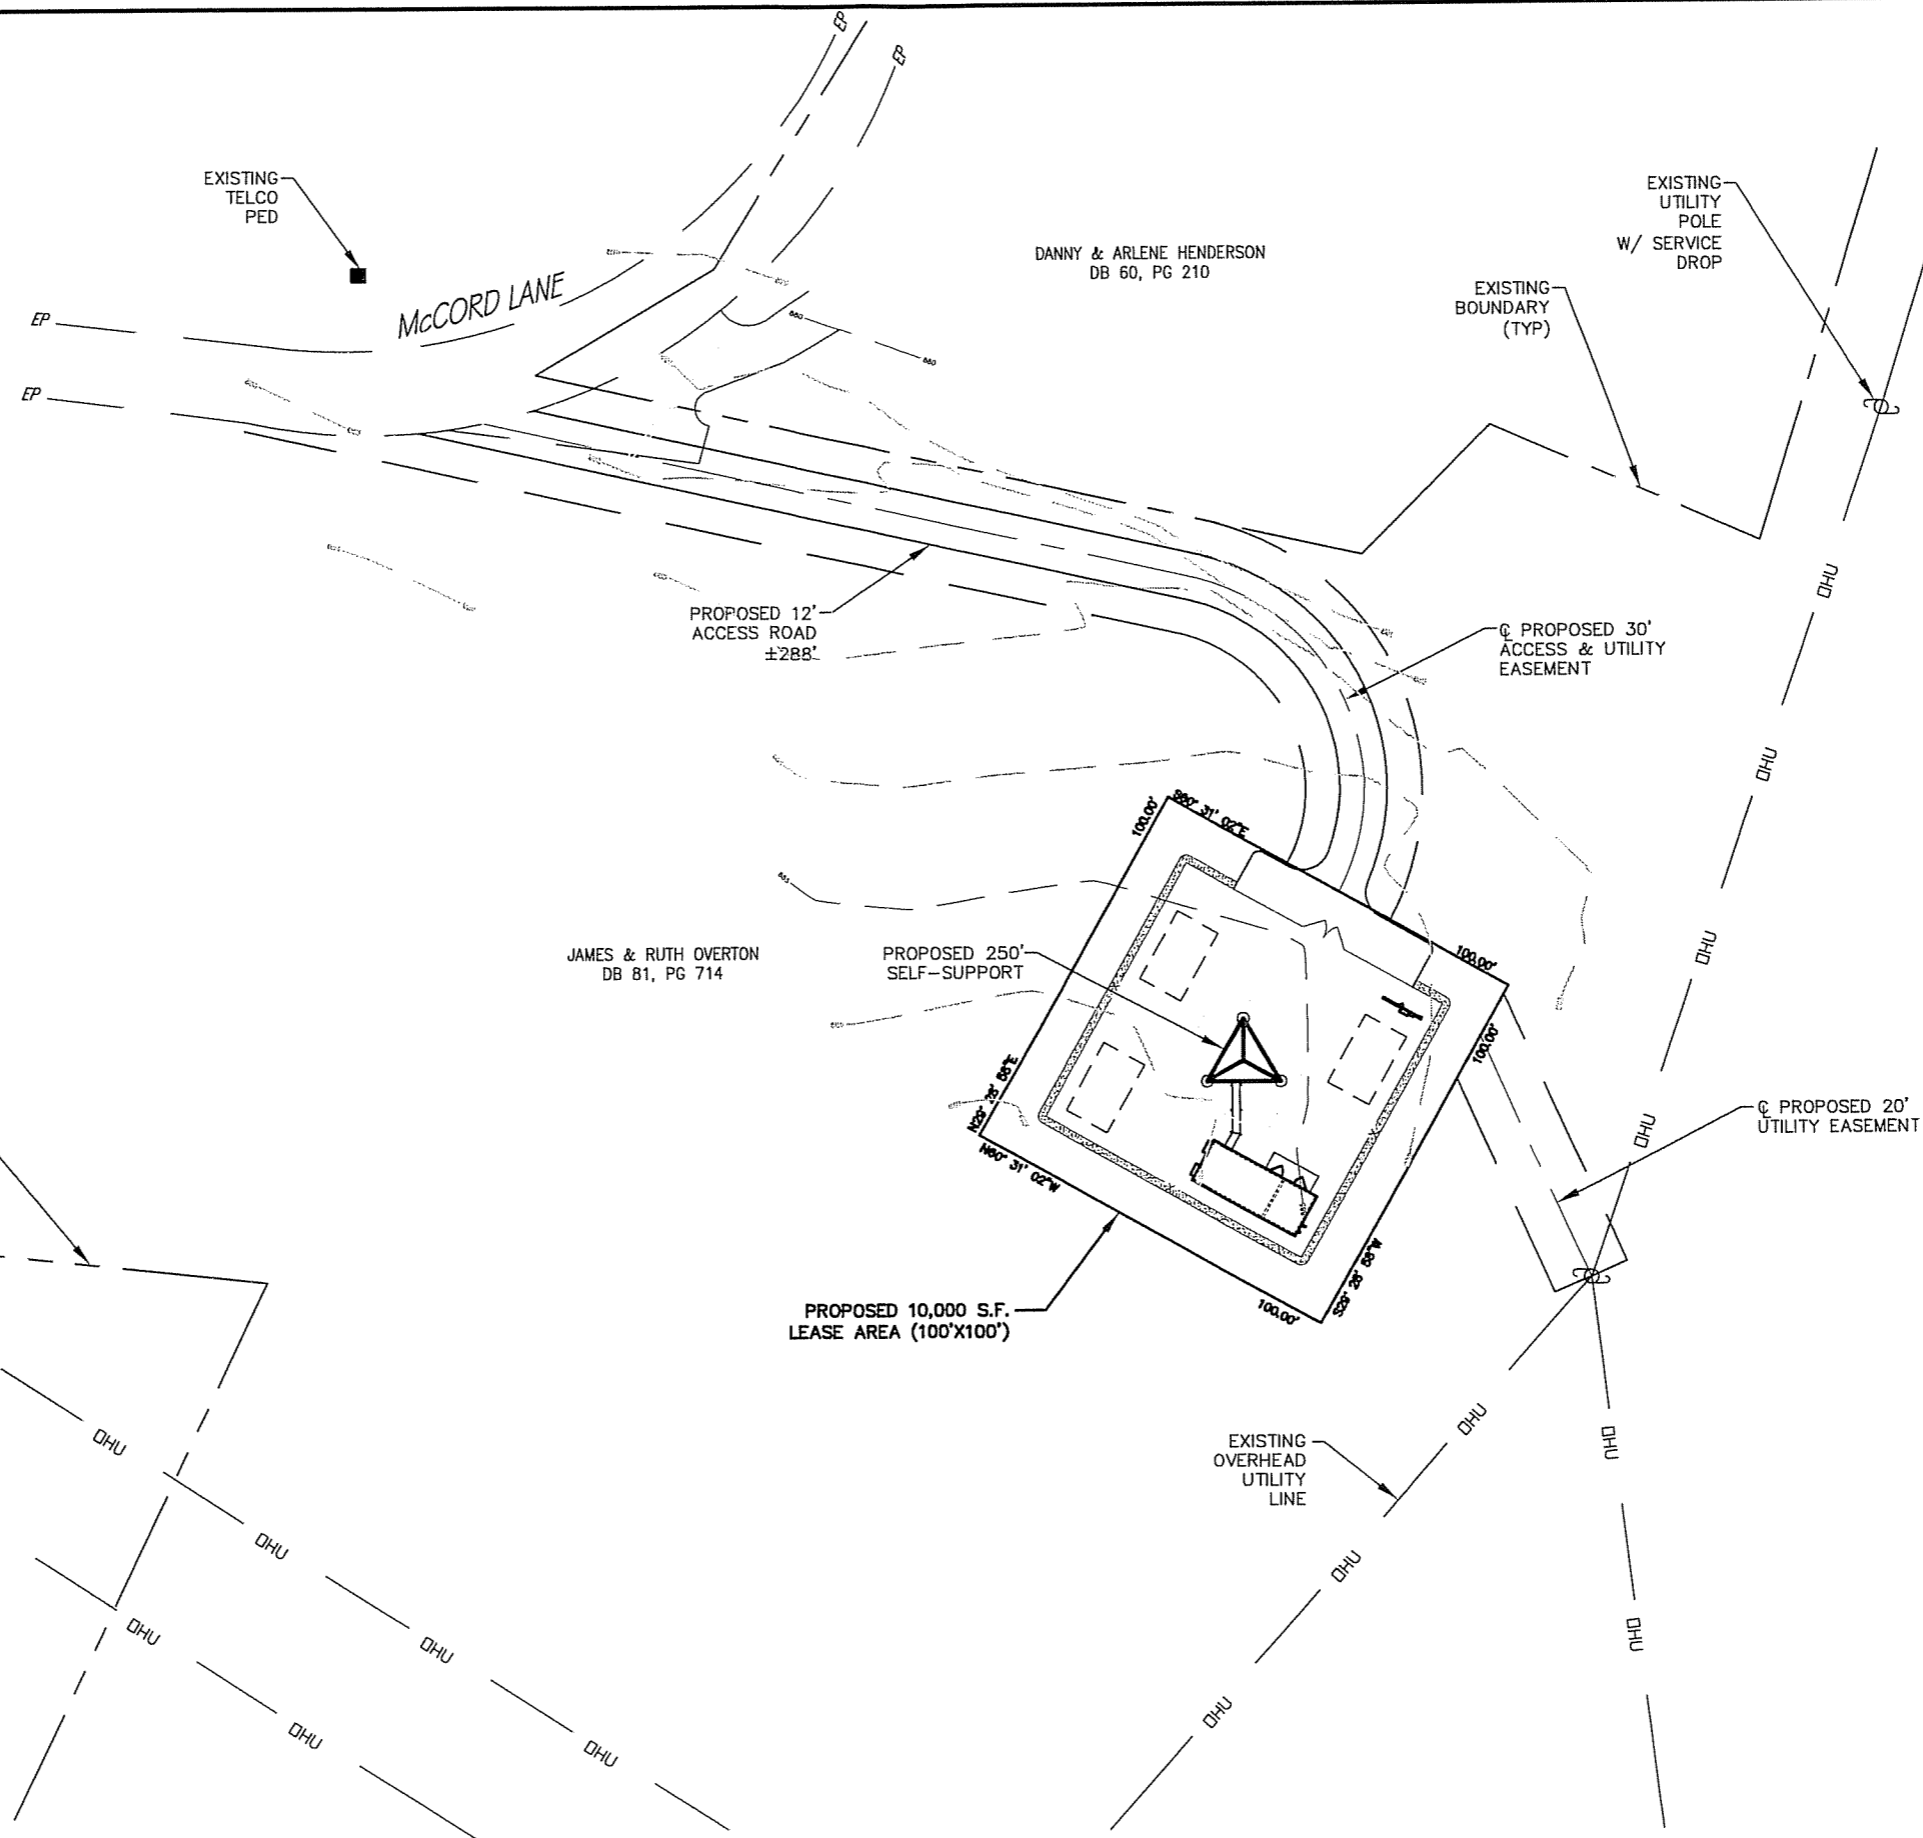 EP
EP
EXISTING
TELCO
PED
McCORD LANE
EP
EP
DANNY & ARLENE HENDERSON
DB 60, PG 210
EXISTING
UTILITY
POLE
W/ SERVICE
DROP
EXISTING
BOUNDARY
(TYP)
880
880
PROPOSED 12'
ACCESS ROAD
±288'
℄ PROPOSED 30'
ACCESS & UTILITY
EASEMENT
OHU
OHU
OHU
OHU
S60° 31' 02"E
100.00'
100.00'
100.00'
JAMES & RUTH OVERTON
DB 81, PG 714
PROPOSED 250'
SELF-SUPPORT
N60° 31' 02"W
100.00'
℄ PROPOSED 20'
UTILITY EASEMENT
PROPOSED 10,000 S.F.
LEASE AREA (100'X100')
EXISTING
OVERHEAD
UTILITY
LINE
OHU
OHU
OHU
OHU
OHU
OHU
OHU
OHU
OHU
OHU
OHU